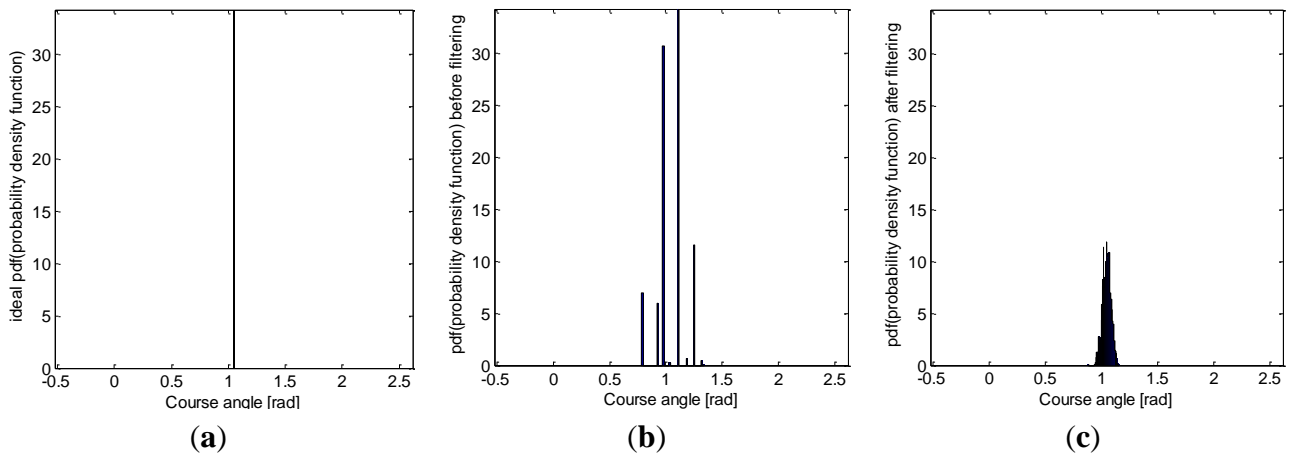 ideal pdf(probability density function)
30
25
20
15
10
5
0
-0.5 0 0.5 1 1.5 2 2.5
Course angle [rad]
(a)
pdf(probability density function) before filtering
30
25
20
15
10
5
0
-0.5 0 0.5 1 1.5 2 2.5
Course angle [rad]
(b)
pdf(probability density function) after filtering
30
25
20
15
10
5
0
-0.5 0 0.5 1 1.5 2 2.5
Course angle [rad]
(c)